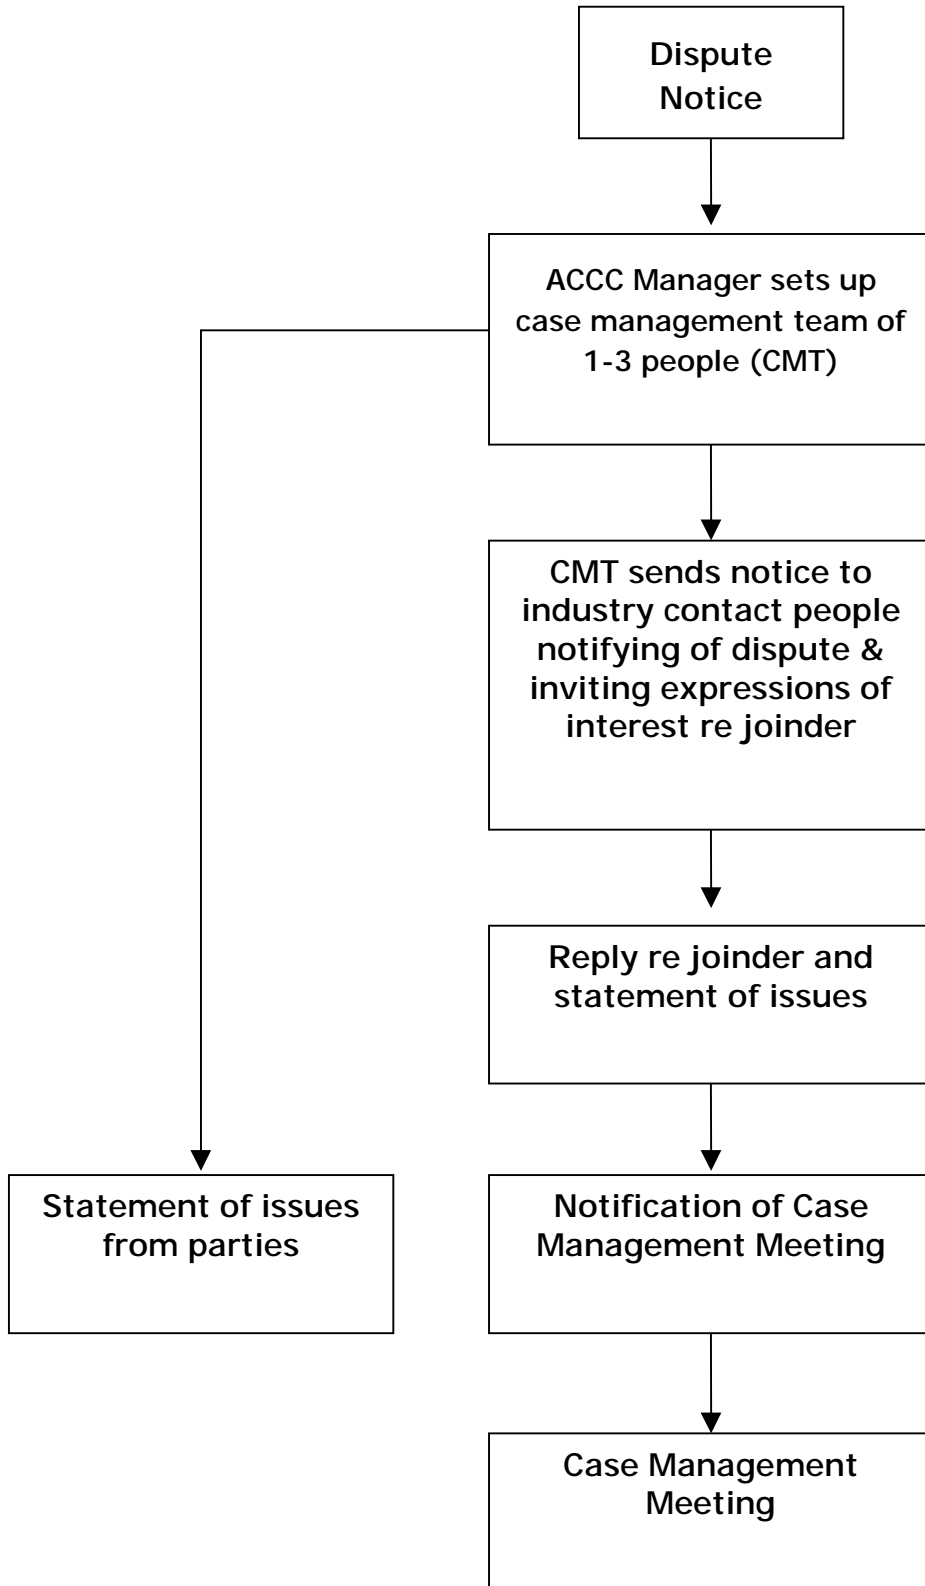 Dispute
Notice
ACCC Manager sets up
case management team of
1-3 people (CMT)
CMT sends notice to
industry contact people
notifying of dispute &
inviting expressions of
interest re joinder
Reply re joinder and
statement of issues
Statement of issues
from parties
Notification of Case
Management Meeting
Case Management
Meeting